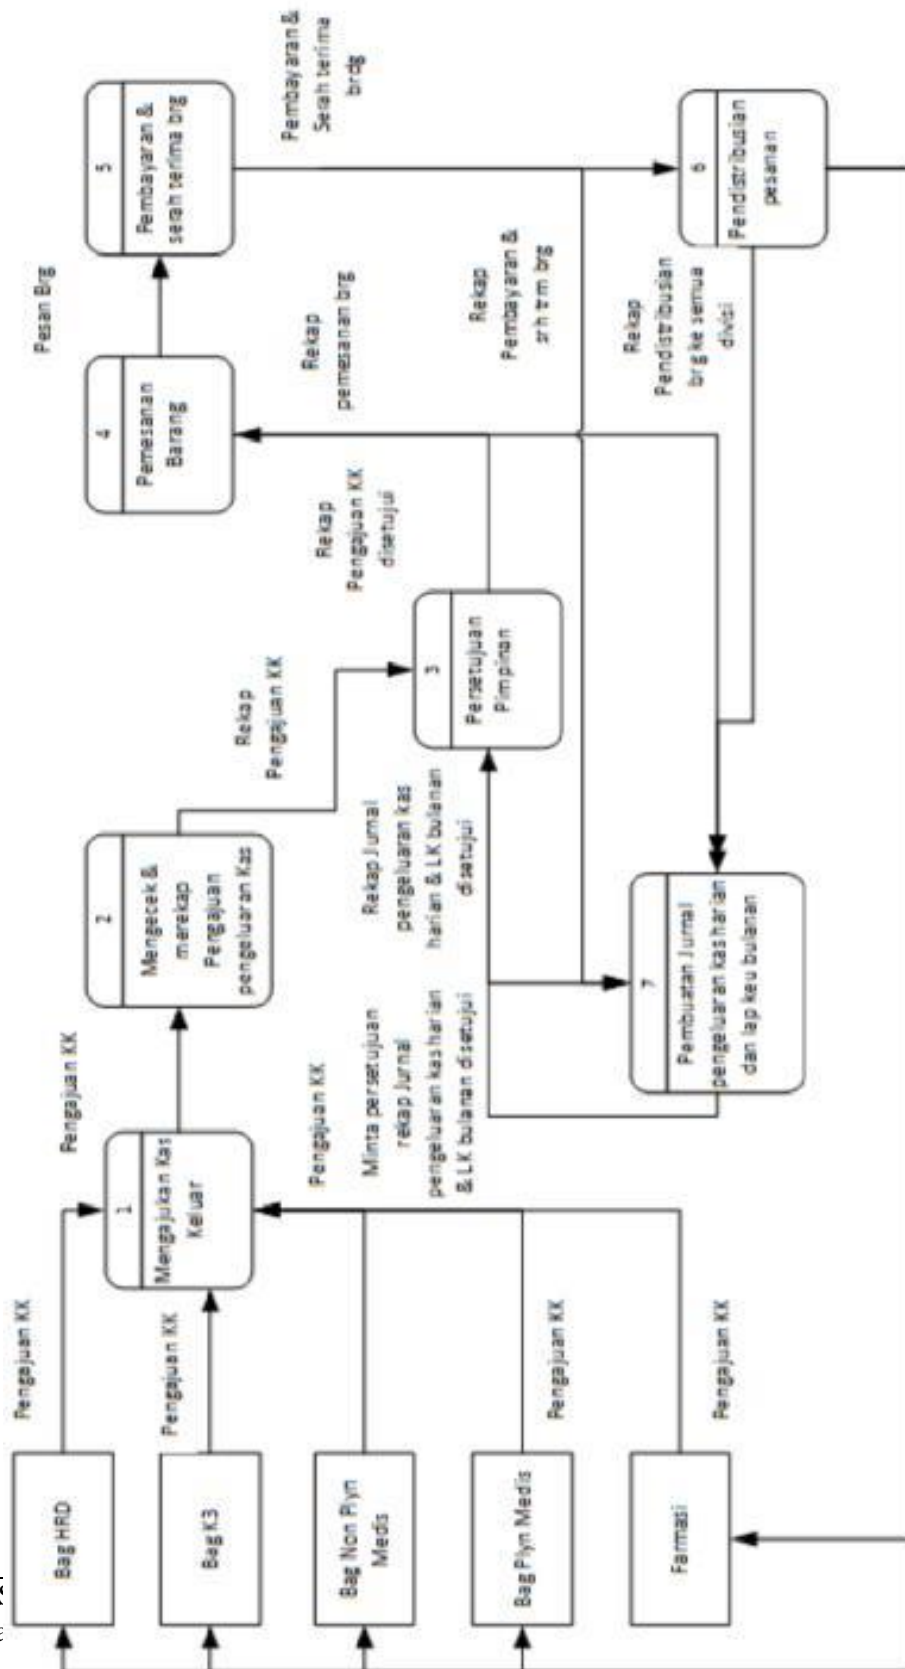 Bag HRD
Bag K3
Bag Non Plyn
Medis
Bag Plyn Medis
Farmasi
Pengajuan KK
Pengajuan KK
Pengajuan KK
Pengajuan KK
Pengajuan KK
1
Mengajukan Kas
Keluar
Pengajuan KK
2
Mengecek &
merekap
Pengajuan
pengeluaran Kas
Rekap
Pengajuan KK
3
Persetujuan
Pimpinan
Rekap
Pengajuan KK
disetujui
4
Pemesanan
Barang
Pesan Brg
5
Pembayaran &
serah terima brg
Pembayaran &
Serah terima
brdg
6
Pendistribusian
pesanan
Rekap
pemesanan brg
Rekap
Pembayaran &
srh trm brg
Rekap
Pendistribusian
brg ke semua
divisi
Minta persetujuan
rekap Jurnal
pengeluaran kas harian
& LK bulanan disetujui
Rekap Jurnal
pengeluaran kas
harian & LK bulanan
disetujui
7
Pembuatan Jurnal
pengeluaran kas harian
dan lap keu bulanan